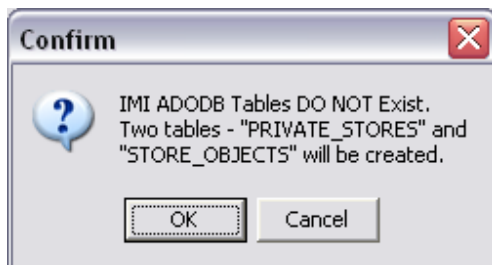 Confirm
IMI ADODB Tables DO NOT Exist.
Two tables - "PRIVATE_STORES" and
"STORE_OBJECTS" will be created.
OK Cancel